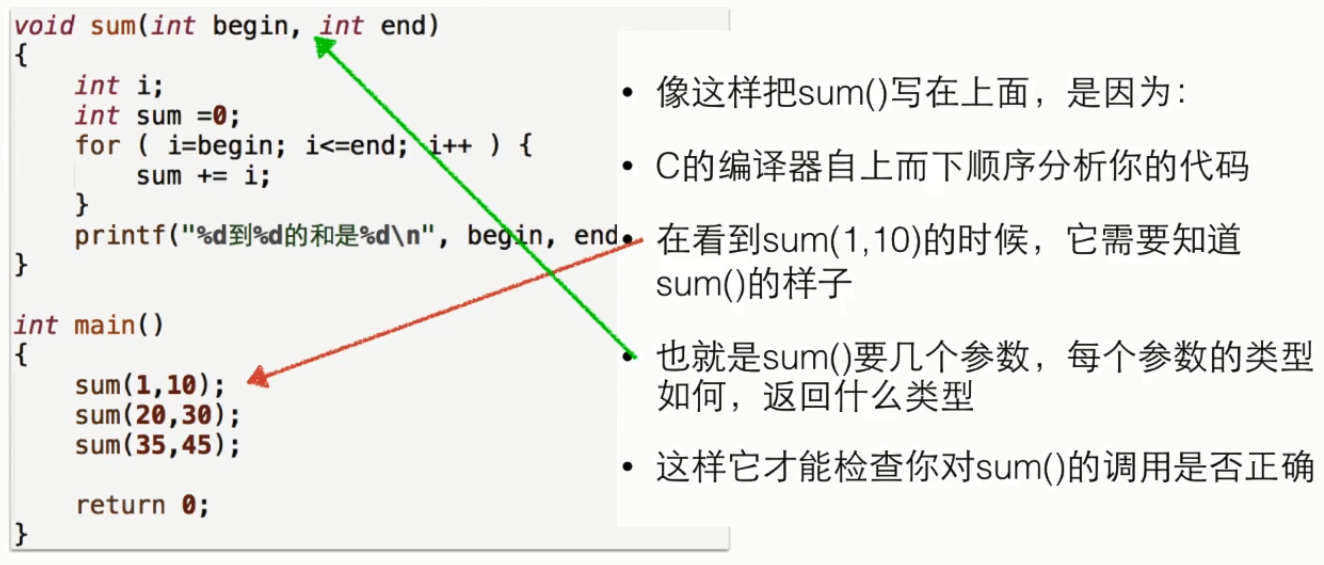 void sum(int begin, int end)
{
    int i;
    int sum =0;
    for ( i=begin; i<=end; i++ ) {
        sum += i;
    }
    printf("%d到%d的和是%d\n", begin, end
}
int main()
{
    sum(1,10);
    sum(20,30);
    sum(35,45);
    return 0;
}
• 像这样把sum()写在上面，是因为：
• C的编译器自上而下顺序分析你的代码
• 在看到sum(1,10)的时候，它需要知道
sum()的样子
• 也就是sum()要几个参数，每个参数的类型
如何，返回什么类型
• 这样它才能检查你对sum()的调用是否正确